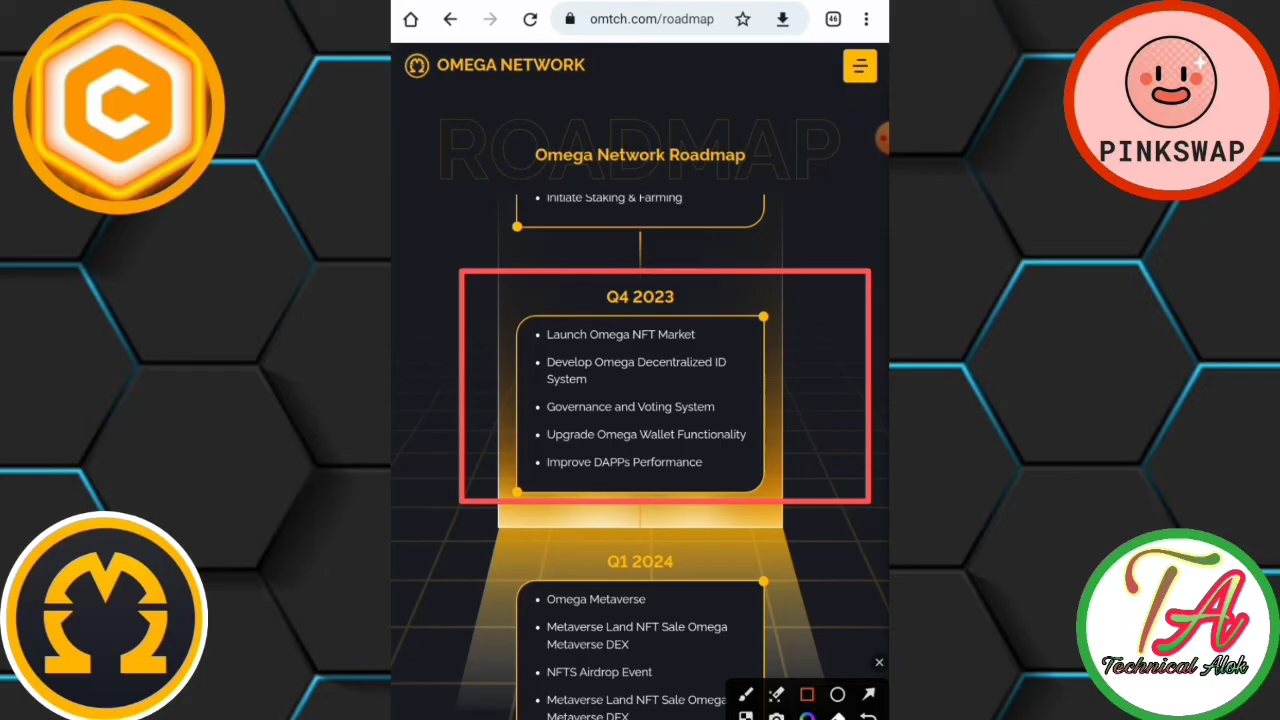 omtch.com/roadmap
46
OMEGA NETWORK
ROADMAP
Omega Network Roadmap
Initiate Staking & Farming
Q4 2023
Launch Omega NFT Market
Develop Omega Decentralized ID
System
Governance and Voting System
Upgrade Omega Wallet Functionality
Improve DAPPs Performance
Q1 2024
Omega Metaverse
Metaverse Land NFT Sale Omega
Metaverse DEX
NFTS Airdrop Event
Metaverse Land NFT Sale Omega
Metaverse DEX
C
PINKSWAP
TA
Technical Alok